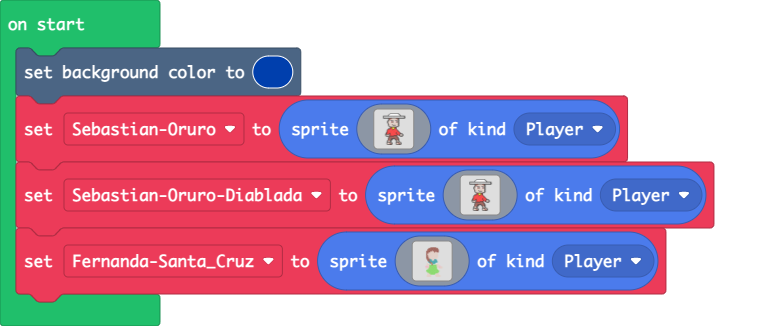 on start
set background color to
set Sebastian-Oruro to sprite of kind Player
set Sebastian-Oruro-Diablada to sprite of kind Player
set Fernanda-Santa_Cruz to sprite of kind Player